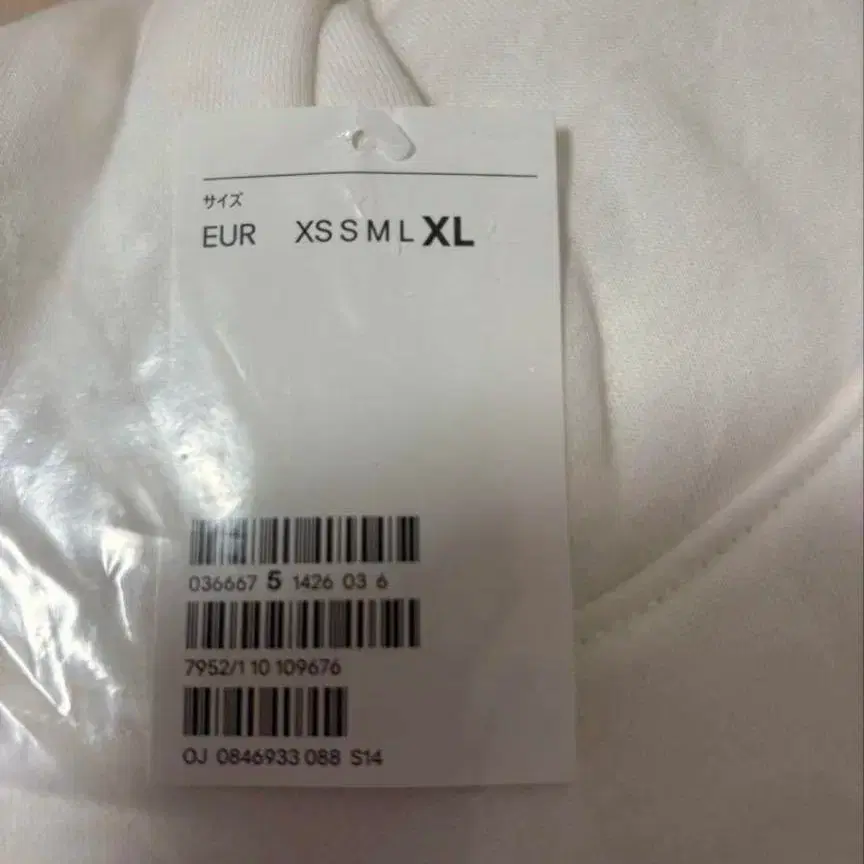 サイズ
EUR XS S M L XL
036667 5 1426 03 6
7952/1 10 109676
OJ 0846933 088 S14